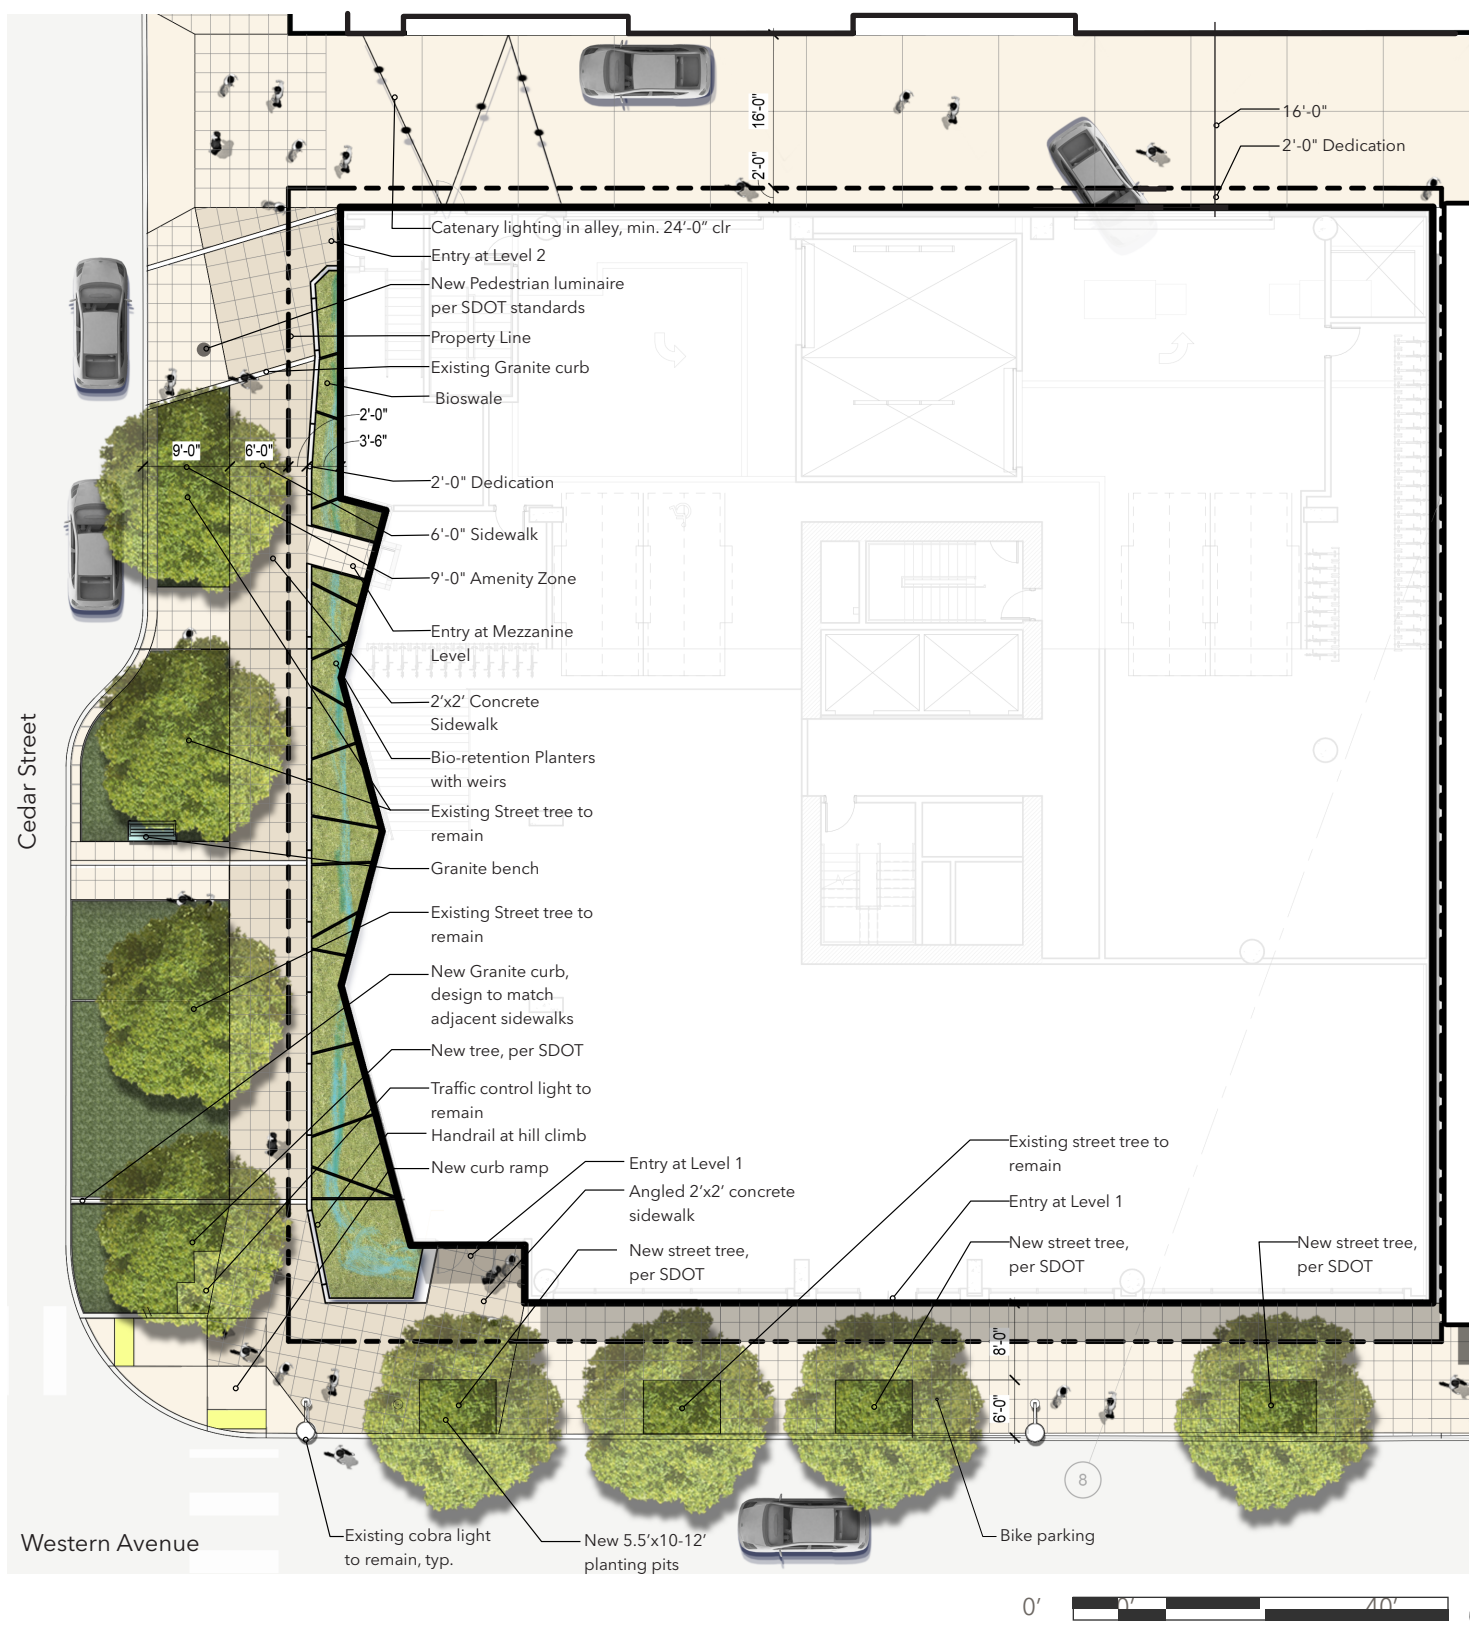 16'-0"
2'-0"
16'-0"
2'-0" Dedication
Catenary lighting in alley, min. 24'-0" clr
Entry at Level 2
New Pedestrian luminaire
per SDOT standards
Property Line
Existing Granite curb
Bioswale
2'-0"
3'-6"
9'-0"
6'-0"
2'-0" Dedication
6'-0" Sidewalk
9'-0" Amenity Zone
Entry at Mezzanine
Level
2'x2' Concrete
Sidewalk
Bio-retention Planters
with weirs
Existing Street tree to
remain
Granite bench
Existing Street tree to
remain
New Granite curb,
design to match
adjacent sidewalks
New tree, per SDOT
Traffic control light to
remain
Handrail at hill climb
New curb ramp
Cedar Street
Entry at Level 1
Angled 2'x2' concrete
sidewalk
New street tree,
per SDOT
Existing street tree to
remain
Entry at Level 1
New street tree,
per SDOT
New street tree,
per SDOT
8'-0"
6'-0"
8
Western Avenue
Existing cobra light
to remain, typ.
New 5.5'x10-12'
planting pits
Bike parking
0'
0'
40'